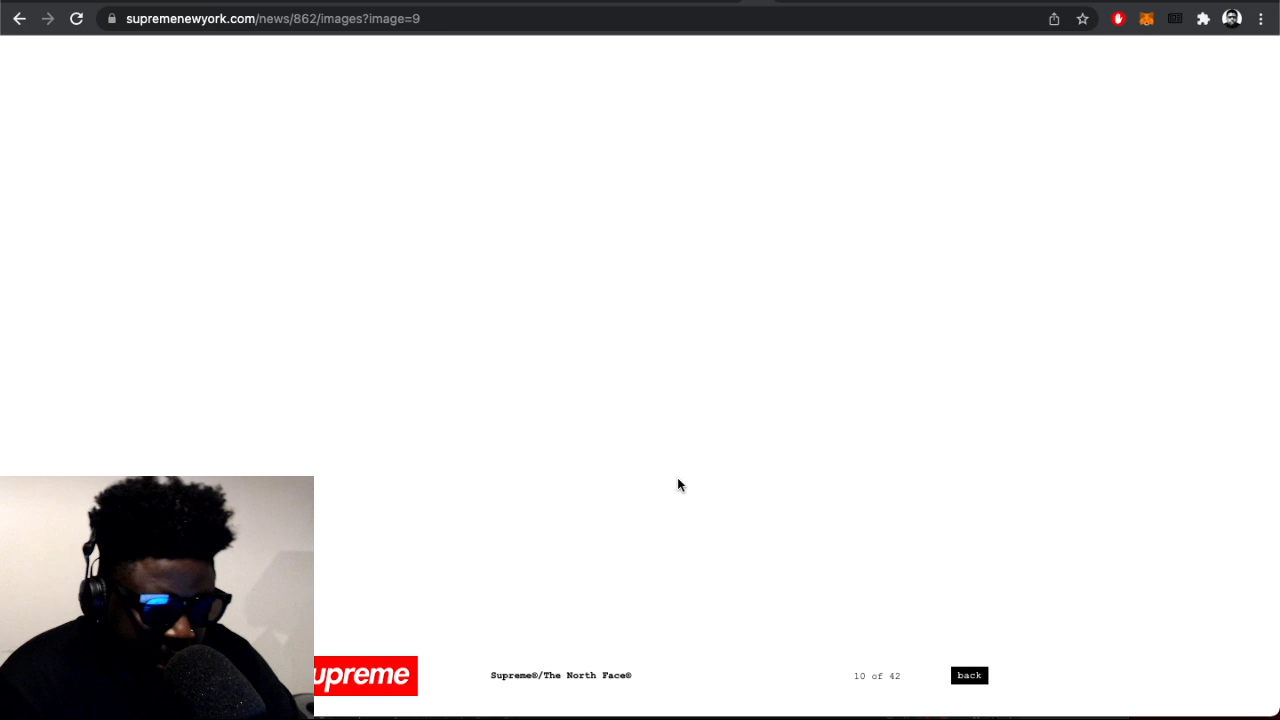 supremenewyork.com/news/862/images?image=9
upreme
Supreme®/The North Face®
10 of 42
back